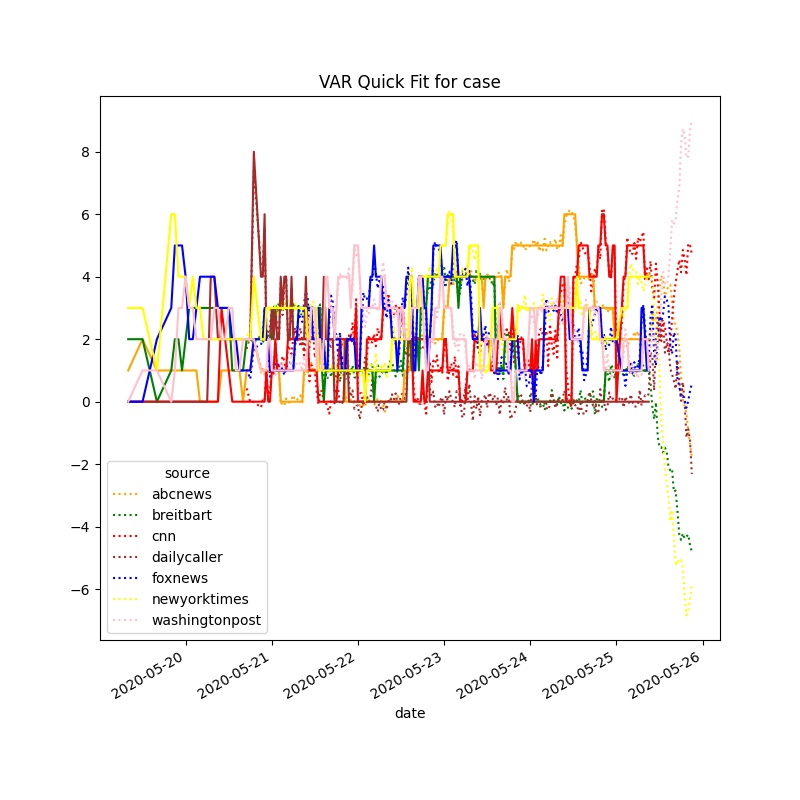 VAR Quick Fit for case
8
6
4
2
0
−2
−4
−6
source
abcnews
breitbart
cnn
dailycaller
foxnews
newyorktimes
washingtonpost
2020-05-20
2020-05-21
2020-05-22
2020-05-23
2020-05-24
2020-05-25
2020-05-26
date